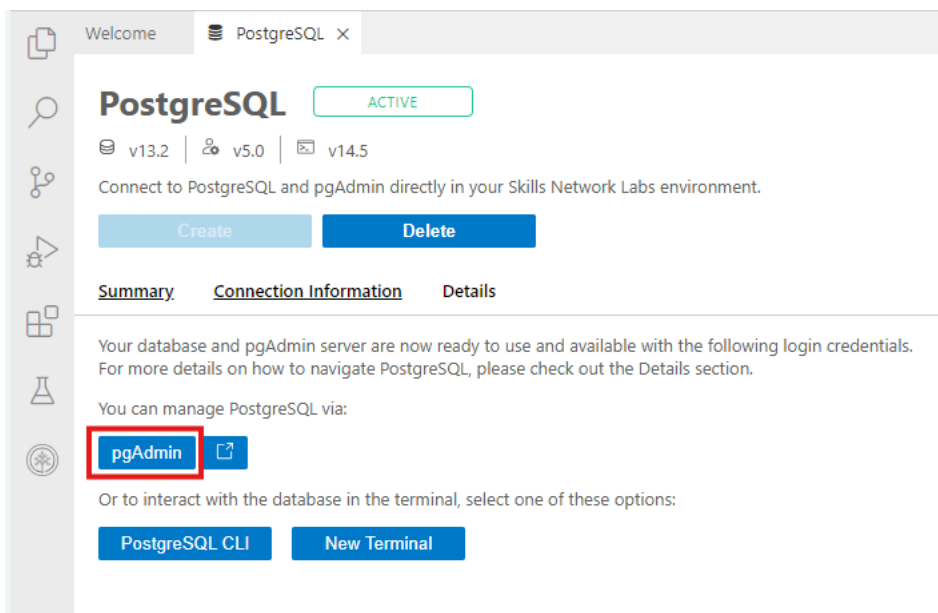 Welcome
PostgreSQL
PostgreSQL
ACTIVE
v13.2 v5.0 v14.5
Connect to PostgreSQL and pgAdmin directly in your Skills Network Labs environment.
Create
Delete
Summary
Connection Information
Details
Your database and pgAdmin server are now ready to use and available with the following login credentials.
For more details on how to navigate PostgreSQL, please check out the Details section.
You can manage PostgreSQL via:
pgAdmin
Or to interact with the database in the terminal, select one of these options:
PostgreSQL CLI
New Terminal